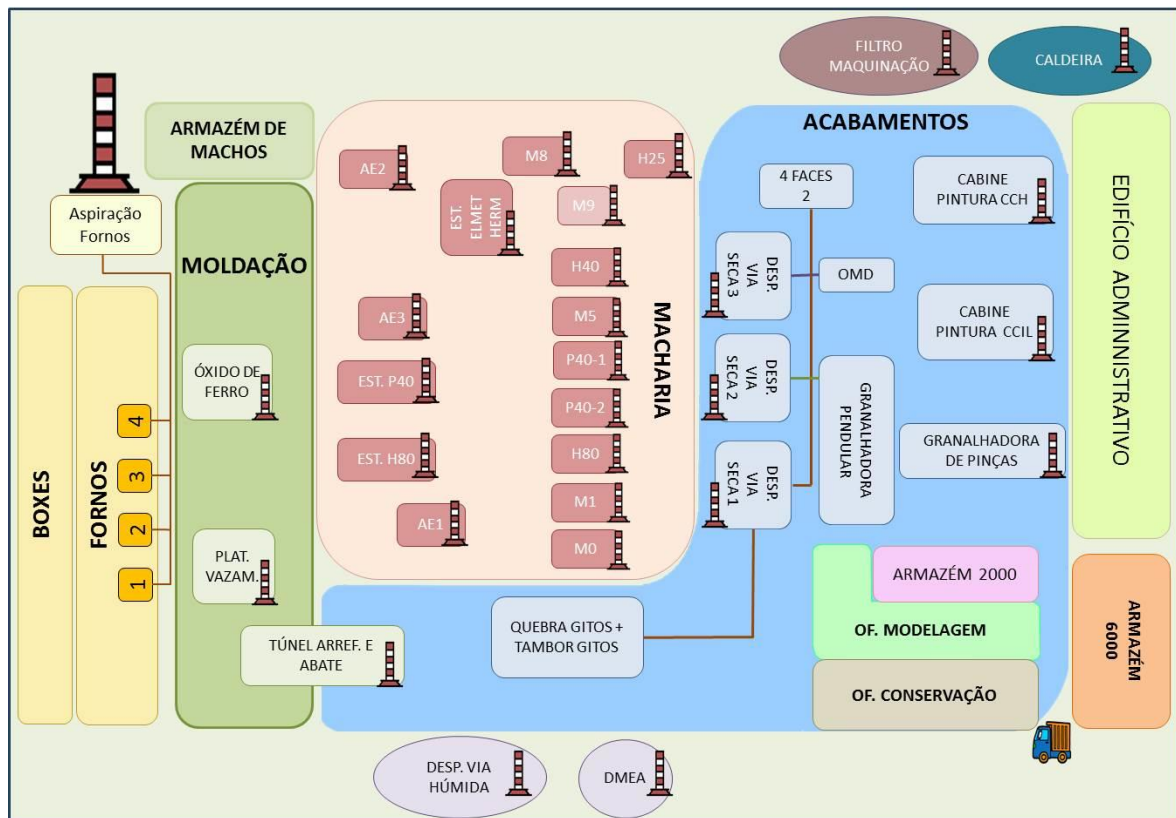 FILTRO
MAQUINAÇÃO
CALDEIRA
ARMAZÉM DE
MACHOS
Aspiração
Fornos
MOLDAÇÃO
ÓXIDO DE
FERRO
PLAT.
VAZAM.
TÚNEL ARREF. E
ABATE
BOXES
FORNOS
4
3
2
1
MACHARIA
AE2
M8
H25
EST.
ELMET
HERM
M9
H40
AE3
M5
P40-1
EST. P40
P40-2
EST. H80
H80
M1
AE1
M0
ACABAMENTOS
4 FACES
2
CABINE
PINTURA CCH
DESP.
VIA
SECA 3
OMD
CABINE
PINTURA CCIL
DESP.
VIA
SECA 2
GRANALHADORA
PENDULAR
GRANALHADORA
DE PINÇAS
DESP.
VIA
SECA 1
QUEBRA GITOS +
TAMBOR GITOS
ARMAZÉM 2000
OF. MODELAGEM
OF. CONSERVAÇÃO
EDIFÍCIO ADMININISTRATIVO
ARMAZÉM
6000
DESP. VIA
HÚMIDA
DMEA